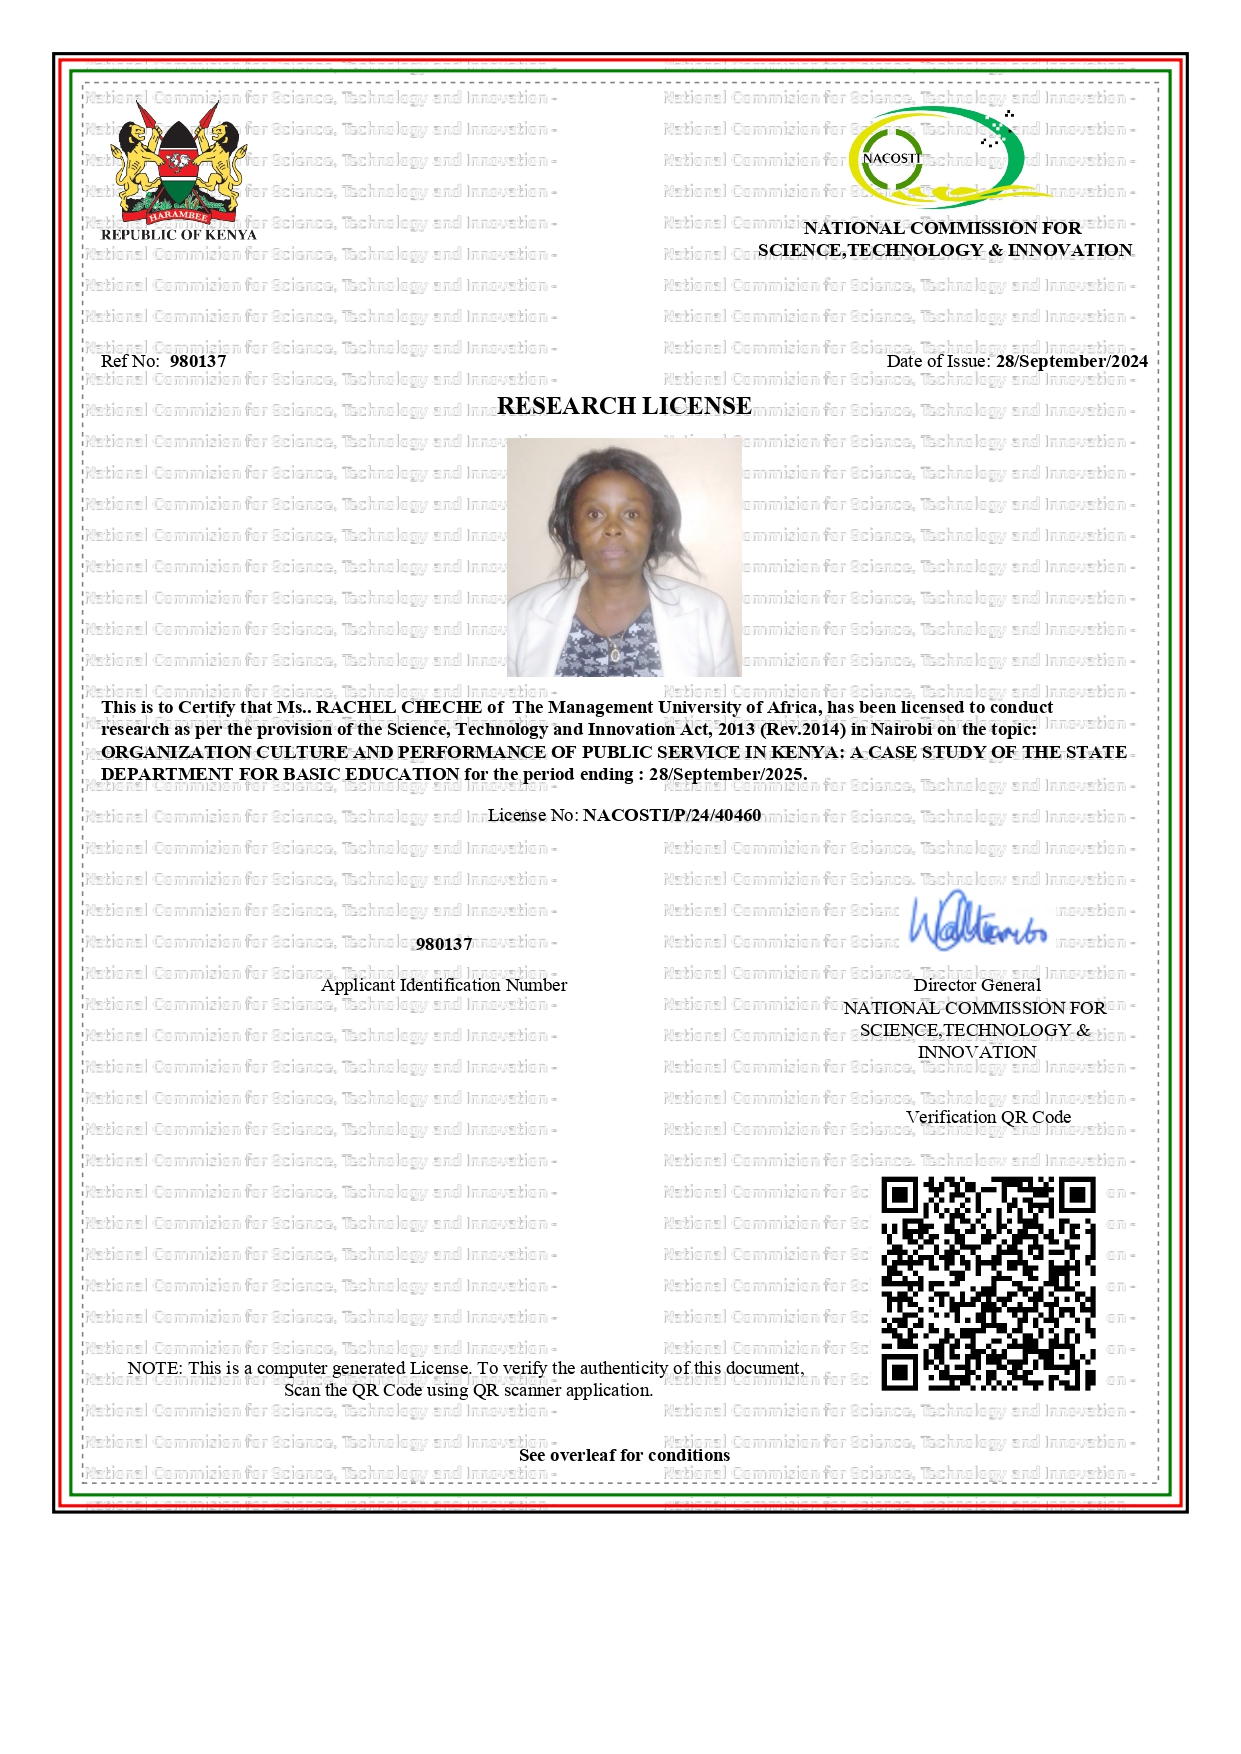 HARAMBEE
REPUBLIC OF KENYA
NACOSTI
NATIONAL COMMISSION FOR
SCIENCE,TECHNOLOGY & INNOVATION
Ref No: 980137
Date of Issue: 28/September/2024
RESEARCH LICENSE
This is to Certify that Ms.. RACHEL CHECHE of The Management University of Africa, has been licensed to conduct
research as per the provision of the Science, Technology and Innovation Act, 2013 (Rev.2014) in Nairobi on the topic:
ORGANIZATION CULTURE AND PERFORMANCE OF PUBLIC SERVICE IN KENYA: A CASE STUDY OF THE STATE
DEPARTMENT FOR BASIC EDUCATION for the period ending : 28/September/2025.
License No: NACOSTI/P/24/40460
980137
Applicant Identification Number
Director General
NATIONAL COMMISSION FOR
SCIENCE,TECHNOLOGY &
INNOVATION
Verification QR Code
NOTE: This is a computer generated License. To verify the authenticity of this document,
Scan the QR Code using QR scanner application.
See overleaf for conditions